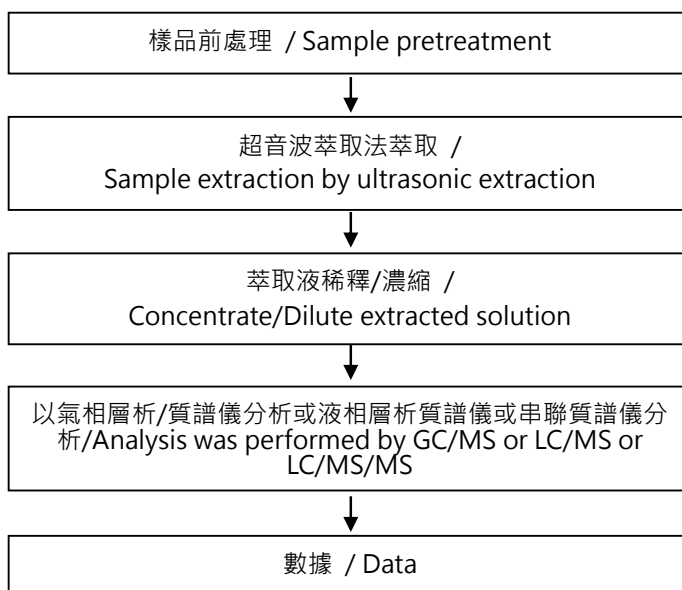 樣品前處理 / Sample pretreatment
超音波萃取法萃取 /
Sample extraction by ultrasonic extraction
萃取液稀釋/濃縮 /
Concentrate/Dilute extracted solution
以氣相層析/質譜儀分析或液相層析質譜儀或串聯質譜儀分
析/Analysis was performed by GC/MS or LC/MS or
LC/MS/MS
數據 / Data